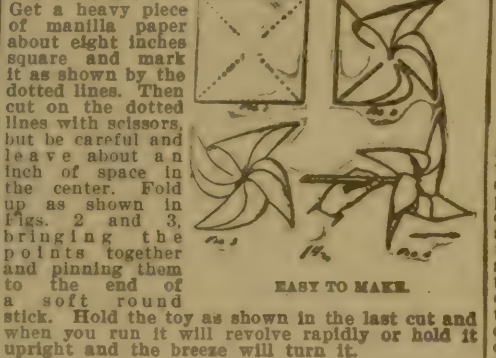 Get a heavy piece
of manilla paper
about eight inches
square and mark
it as shown by the
dotted lines. Then
cut on the dotted
lines with scissors,
but be careful and
leave about an
inch of space in
the center. Fold
up as shown in
Figs. 2 and 3,
bringing the
points together
and pinning them
to the end of
a soft round
stick. Hold the toy as shown in the last cut and
when you run it will revolve rapidly or hold it
upright and the breeze will turn it.
EASY TO MAKE.